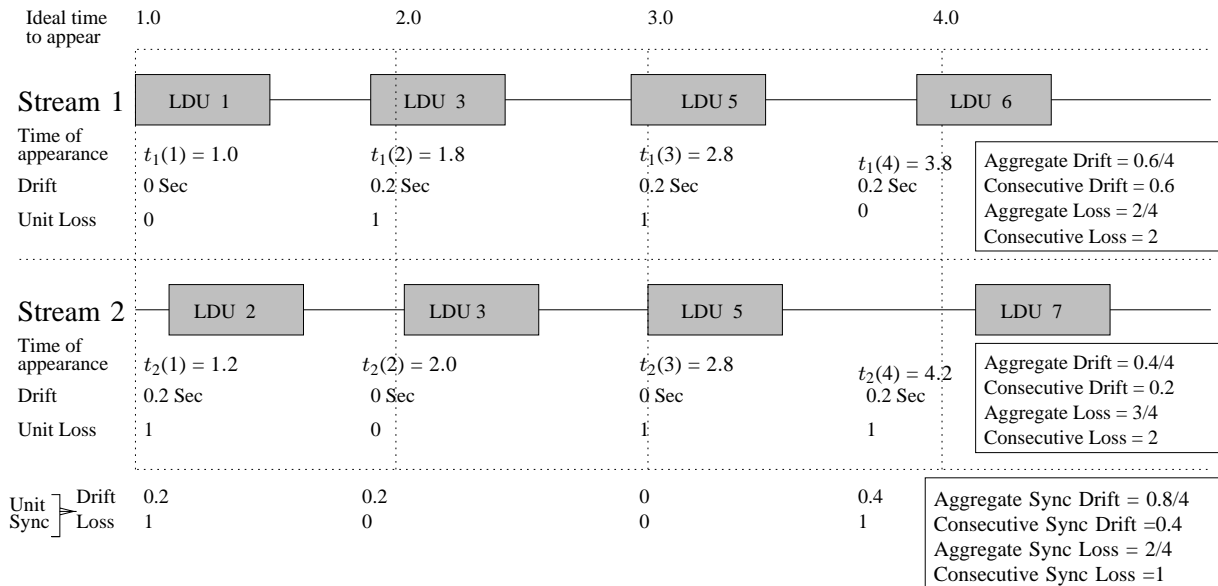 Ideal time
to appear
1.0 2.0 3.0 4.0
Stream 1
LDU 1 LDU 3 LDU 5 LDU 6
Time of
appearance
t₁(1) = 1.0 t₁(2) = 1.8 t₁(3) = 2.8 t₁(4) = 3.8
Drift 0 Sec 0.2 Sec 0.2 Sec 0.2 Sec
Unit Loss 0 1 1 0
Aggregate Drift = 0.6/4
Consecutive Drift = 0.6
Aggregate Loss = 2/4
Consecutive Loss = 2
Stream 2
LDU 2 LDU 3 LDU 5 LDU 7
Time of
appearance
t₂(1) = 1.2 t₂(2) = 2.0 t₂(3) = 2.8 t₂(4) = 4.2
Drift 0.2 Sec 0 Sec 0 Sec 0.2 Sec
Unit Loss 1 0 1 1
Aggregate Drift = 0.4/4
Consecutive Drift = 0.2
Aggregate Loss = 3/4
Consecutive Loss = 2
Unit
Sync
Drift 0.2 0.2 0 0.4
Loss 1 0 0 1
Aggregate Sync Drift = 0.8/4
Consecutive Sync Drift =0.4
Aggregate Sync Loss = 2/4
Consecutive Sync Loss =1